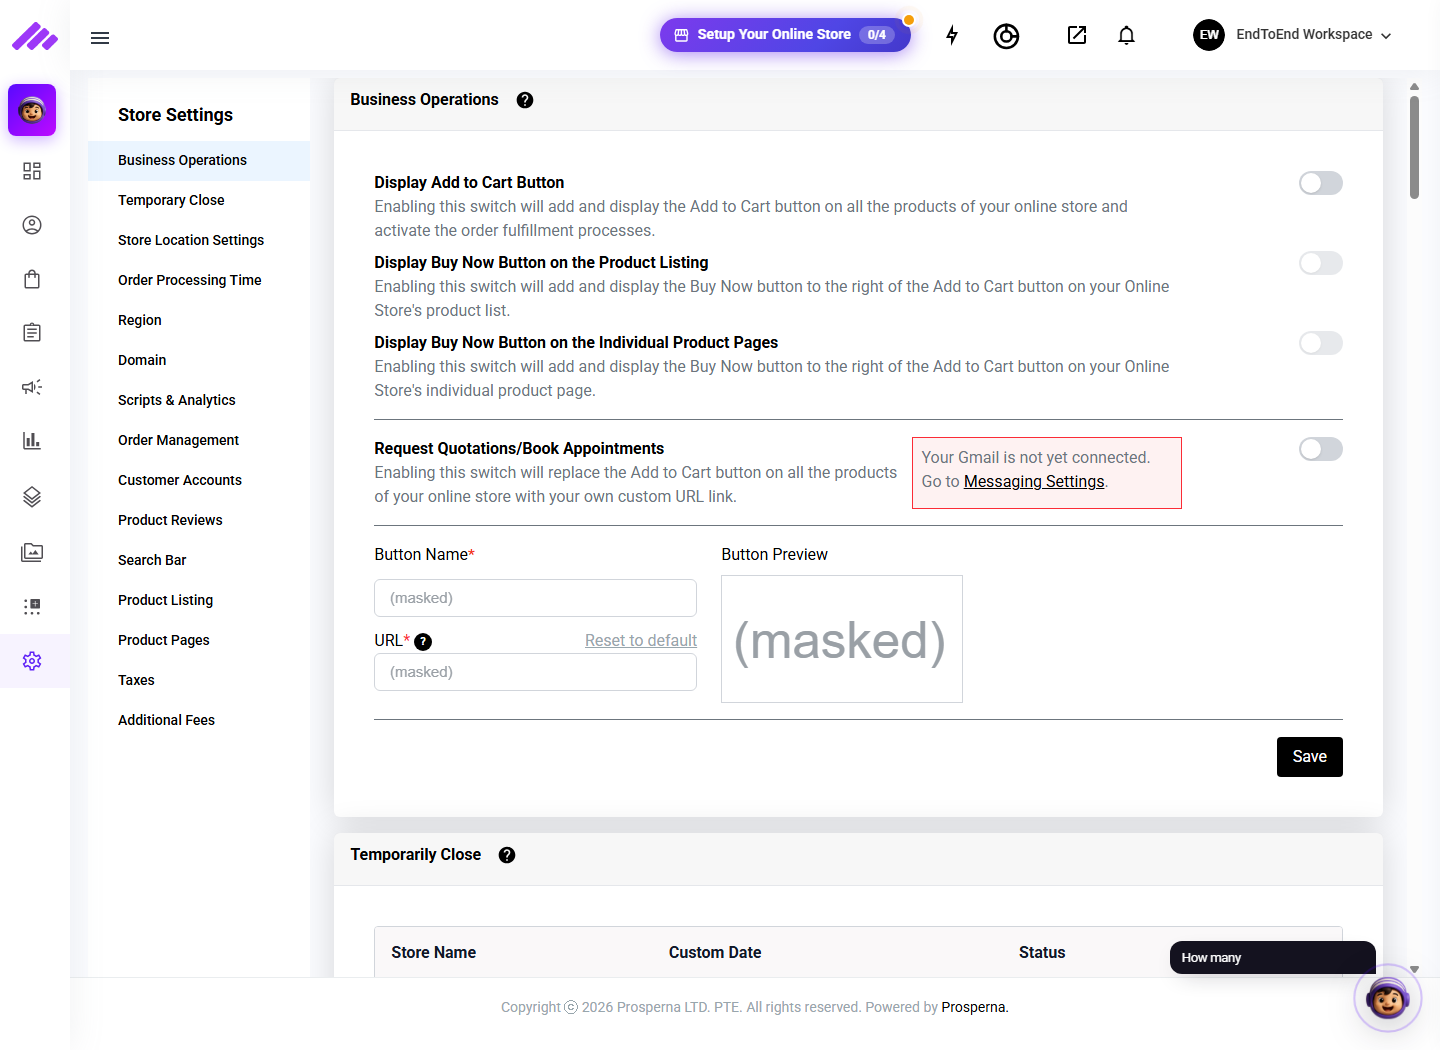 Setup Your Online Store 0/4
EW EndToEnd Workspace
Store Settings
Business Operations
Temporary Close
Store Location Settings
Order Processing Time
Region
Domain
Scripts & Analytics
Order Management
Customer Accounts
Product Reviews
Search Bar
Product Listing
Product Pages
Taxes
Additional Fees
Business Operations ?
Display Add to Cart Button
Enabling this switch will add and display the Add to Cart button on all the products of your online store and
activate the order fulfillment processes.
Display Buy Now Button on the Product Listing
Enabling this switch will add and display the Buy Now button to the right of the Add to Cart button on your Online
Store's product list.
Display Buy Now Button on the Individual Product Pages
Enabling this switch will add and display the Buy Now button to the right of the Add to Cart button on your Online
Store's individual product page.
Request Quotations/Book Appointments
Enabling this switch will replace the Add to Cart button on all the products
of your online store with your own custom URL link.
Your Gmail is not yet connected.
Go to Messaging Settings.
Button Name*
(masked)
URL* ? Reset to default
(masked)
Button Preview
(masked)
Save
Temporarily Close ?
Store Name Custom Date Status
How many
Copyright © 2026 Prosperna LTD. PTE. All rights reserved. Powered by Prosperna.